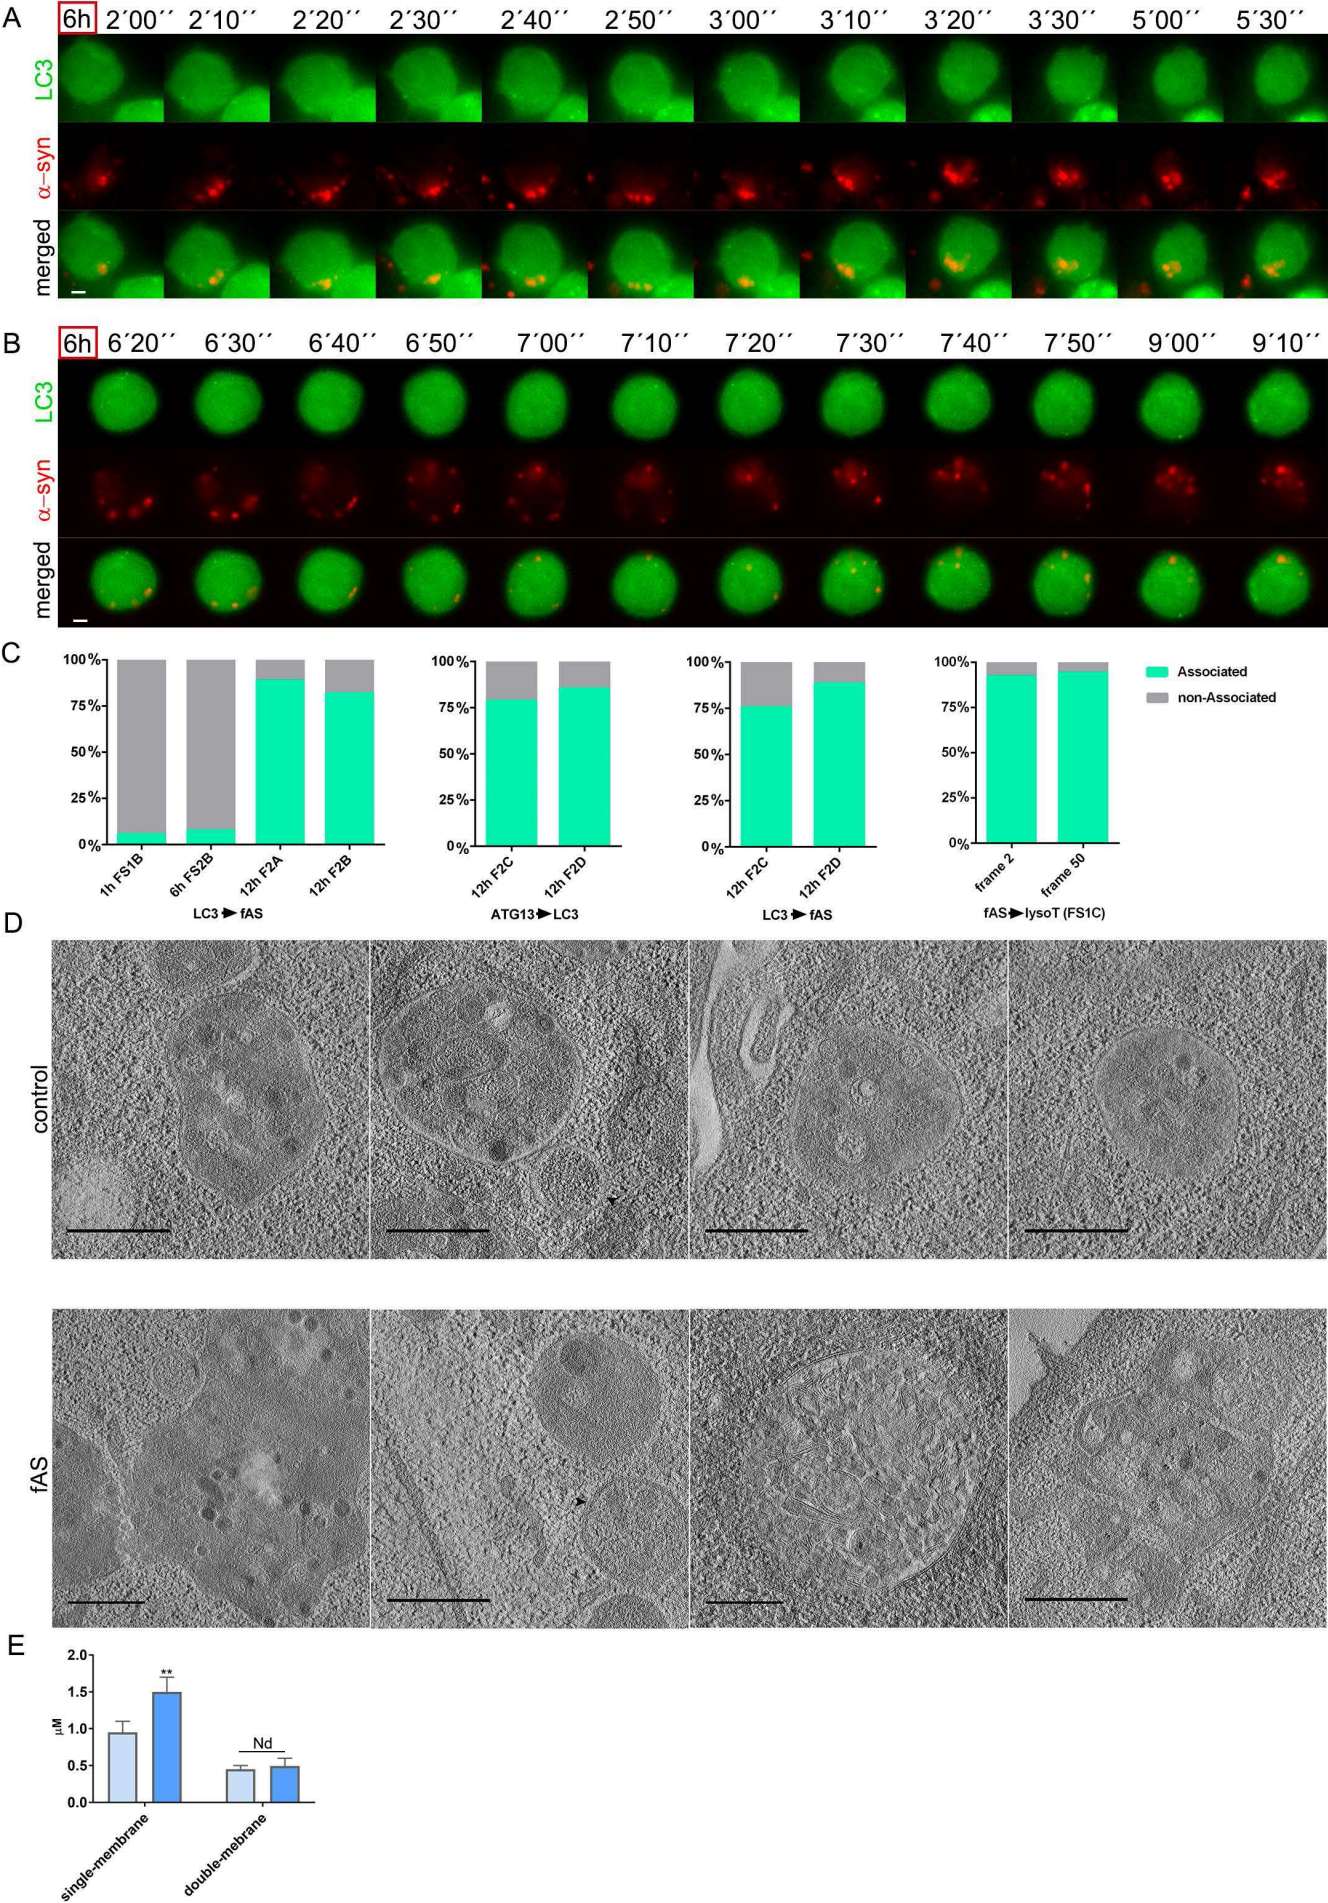 A
6h 2´00´´ 2´10´´ 2´20´´ 2´30´´ 2´40´´ 2´50´´ 3´00´´ 3´10´´ 3´20´´ 3´30´´ 5´00´´ 5´30´´
LC3
α–syn
merged
B
6h 6´20´´ 6´30´´ 6´40´´ 6´50´´ 7´00´´ 7´10´´ 7´20´´ 7´30´´ 7´40´´ 7´50´´ 9´00´´ 9´10´´
LC3
α–syn
merged
C
100%
75%
50%
25%
0%
1h FS1B
6h FS2B
12h F2A
12h F2B
LC3 ► fAS
100%
75%
50%
25%
0%
12h F2C
12h F2D
ATG13 ► LC3
100%
75%
50%
25%
0%
12h F2C
12h F2D
LC3 ► fAS
100%
75%
50%
25%
0%
frame 2
frame 50
fAS ► lysoT (FS1C)
Associated
non-Associated
D
control
fAS
E
µM
2.0
1.5
1.0
0.5
0.0
**
Nd
single-membrane
double-mebrane